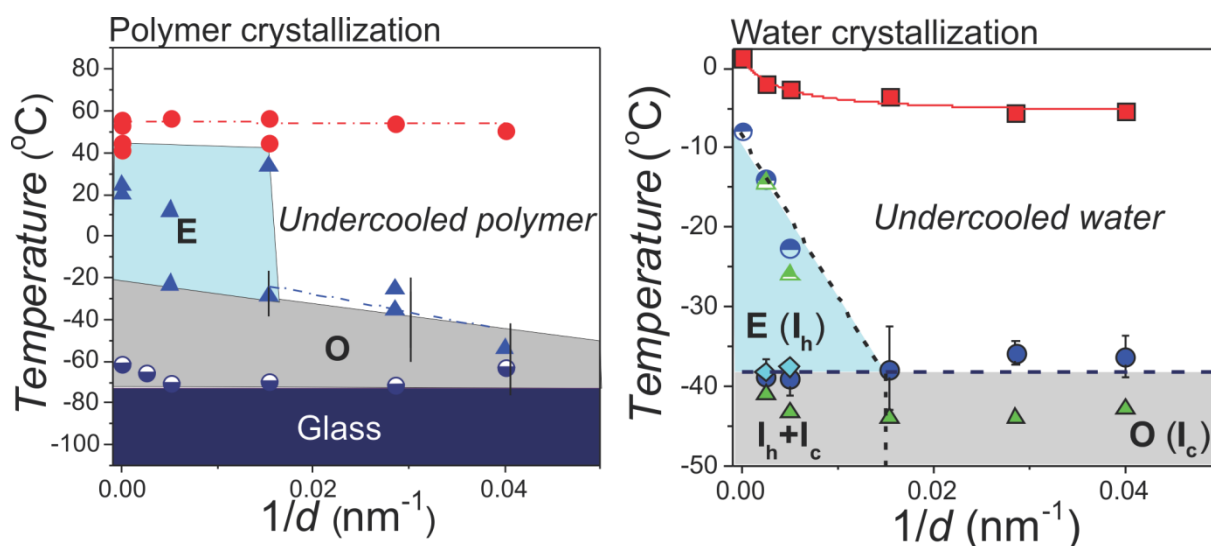 Polymer crystallization
Temperature (°C)
80
60
40
20
0
-20
-40
-60
-80
-100
E
Undercooled polymer
O
Glass
0.00
0.02
0.04
1/d (nm⁻¹)
Water crystallization
Temperature (°C)
0
-10
-20
-30
-40
-50
Undercooled water
E (Iₕ)
Iₕ+I꜀
O (I꜀)
0.00
0.02
0.04
1/d (nm⁻¹)